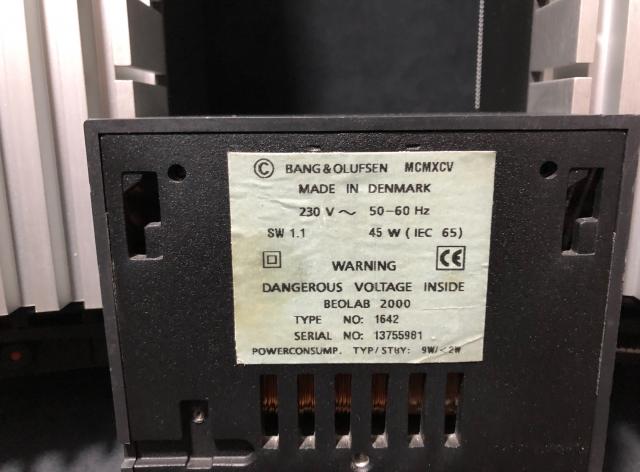 © BANG & OLUFSEN MCMXCV
MADE IN DENMARK
230 V ~ 50-60 Hz
SW 1.1 45 W (IEC 65)
CE
WARNING
DANGEROUS VOLTAGE INSIDE
BEOLAB 2000
TYPE NO: 1642
SERIAL NO: 13755981
POWERCONSUMP. TYP/STBY: 9W/<2W